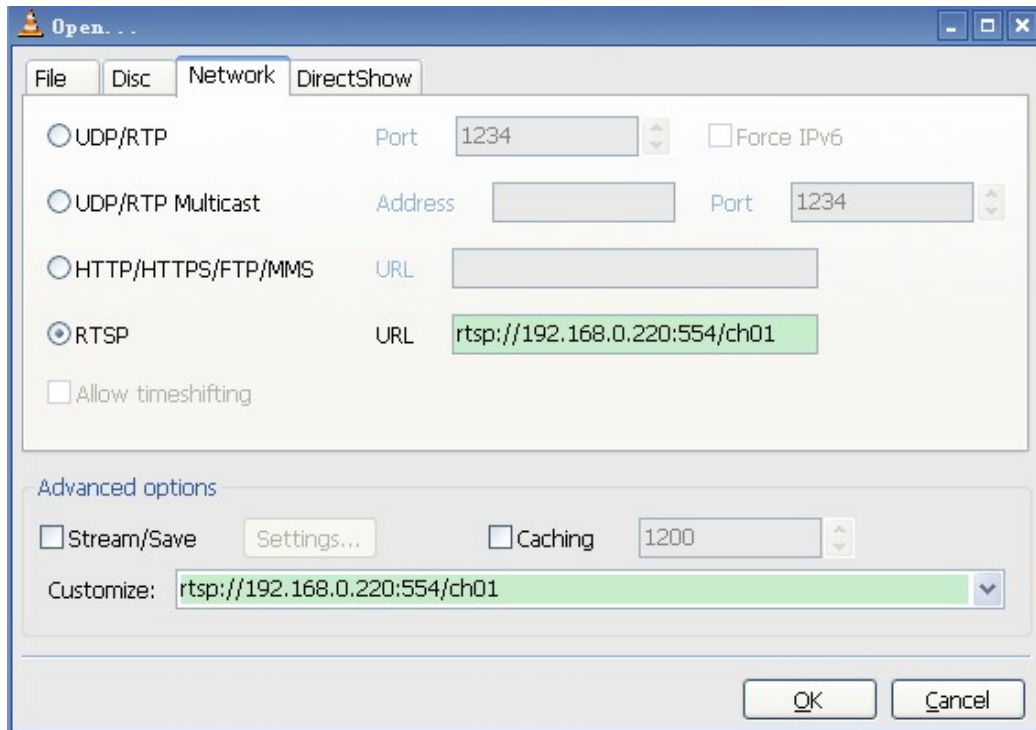 Open...
File Disc Network DirectShow
UDP/RTP Port 1234 Force IPv6
UDP/RTP Multicast Address Port 1234
HTTP/HTTPS/FTP/MMS URL
RTSP URL rtsp://192.168.0.220:554/ch01
Allow timeshifting
Advanced options
Stream/Save Settings... Caching 1200
Customize: rtsp://192.168.0.220:554/ch01
OK Cancel